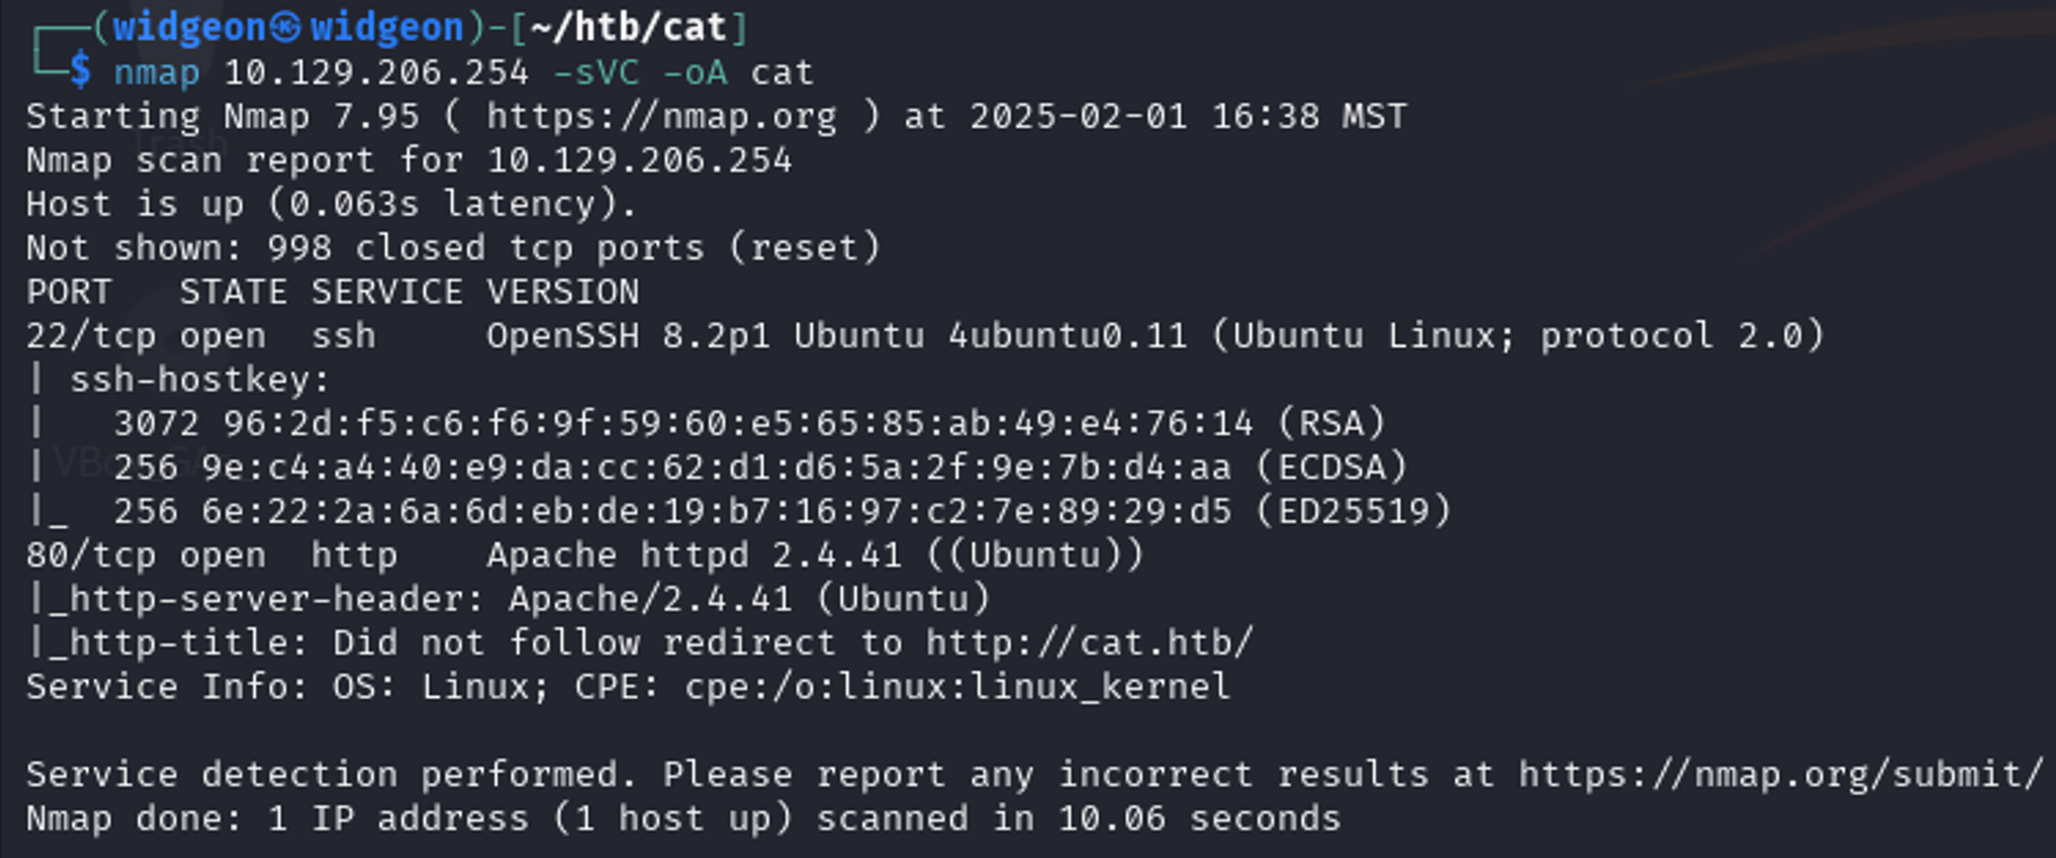 ┌──(widgeon㉿widgeon)-[~/htb/cat]
└─$ nmap 10.129.206.254 -sVC -oA cat
Starting Nmap 7.95 ( https://nmap.org ) at 2025-02-01 16:38 MST
Nmap scan report for 10.129.206.254
Host is up (0.063s latency).
Not shown: 998 closed tcp ports (reset)
PORT   STATE SERVICE VERSION
22/tcp open  ssh     OpenSSH 8.2p1 Ubuntu 4ubuntu0.11 (Ubuntu Linux; protocol 2.0)
| ssh-hostkey:
|   3072 96:2d:f5:c6:f6:9f:59:60:e5:65:85:ab:49:e4:76:14 (RSA)
|   256 9e:c4:a4:40:e9:da:cc:62:d1:d6:5a:2f:9e:7b:d4:aa (ECDSA)
|_  256 6e:22:2a:6a:6d:eb:de:19:b7:16:97:c2:7e:89:29:d5 (ED25519)
80/tcp open  http    Apache httpd 2.4.41 ((Ubuntu))
|_http-server-header: Apache/2.4.41 (Ubuntu)
|_http-title: Did not follow redirect to http://cat.htb/
Service Info: OS: Linux; CPE: cpe:/o:linux:linux_kernel

Service detection performed. Please report any incorrect results at https://nmap.org/submit/
Nmap done: 1 IP address (1 host up) scanned in 10.06 seconds